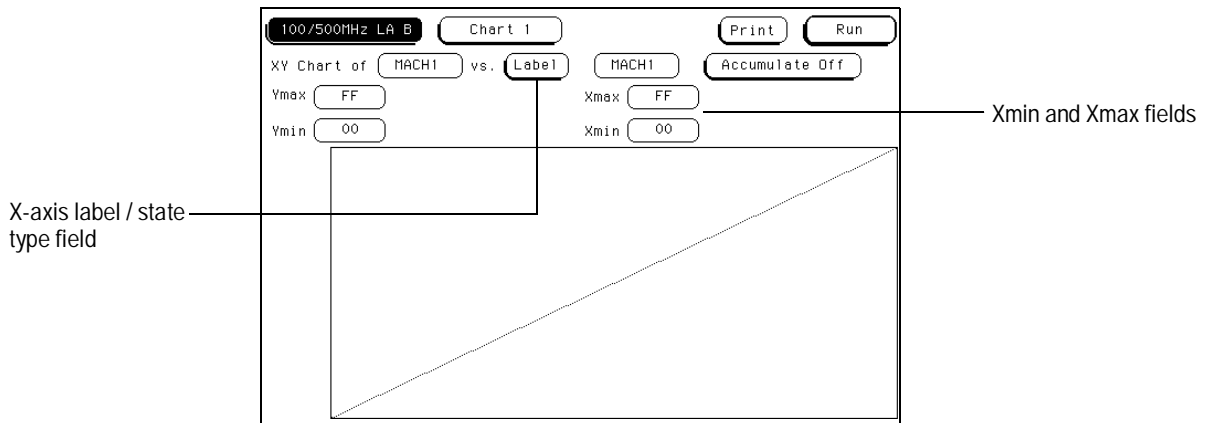 100/500MHz LA B Chart 1 Print Run
XY Chart of MACH1 vs. Label MACH1 Accumulate Off
Ymax FF Xmax FF
Xmin and Xmax fields
Ymin 00 Xmin 00
X-axis label / state
type field